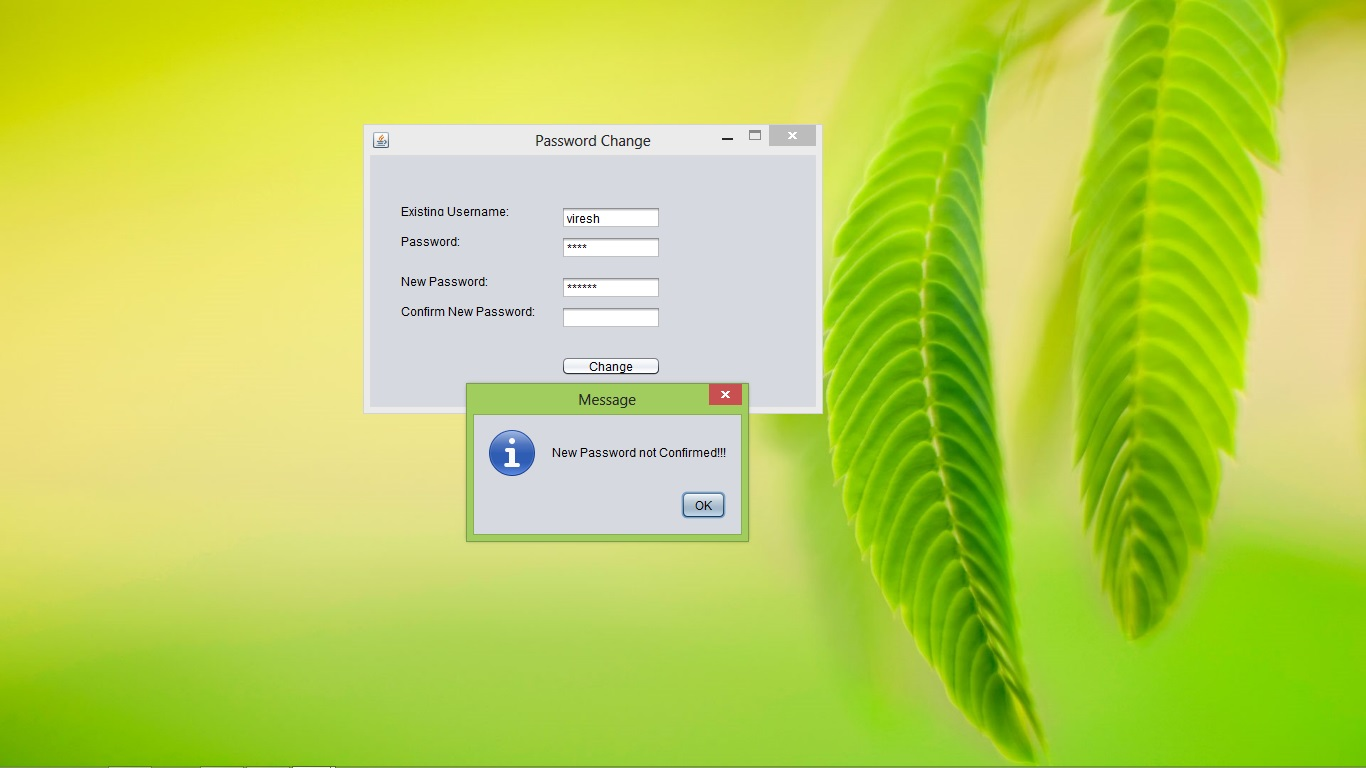 Password Change
Existing Username: viresh
Password: ****
New Password: ******
Confirm New Password:
Change
Message
New Password not Confirmed!!!
OK